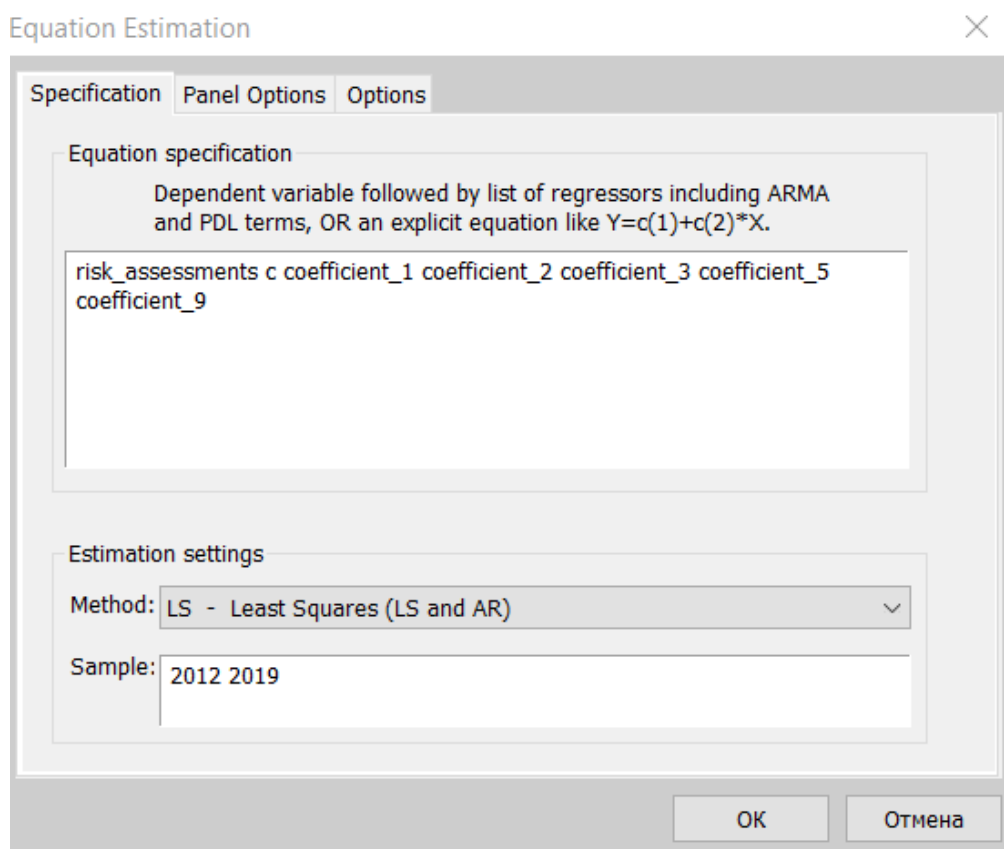 Equation Estimation
Specification Panel Options Options
Equation specification
Dependent variable followed by list of regressors including ARMA
and PDL terms, OR an explicit equation like Y=c(1)+c(2)*X.
risk_assessments c coefficient_1 coefficient_2 coefficient_3 coefficient_5
coefficient_9
Estimation settings
Method: LS - Least Squares (LS and AR)
Sample: 2012 2019
OK Отмена